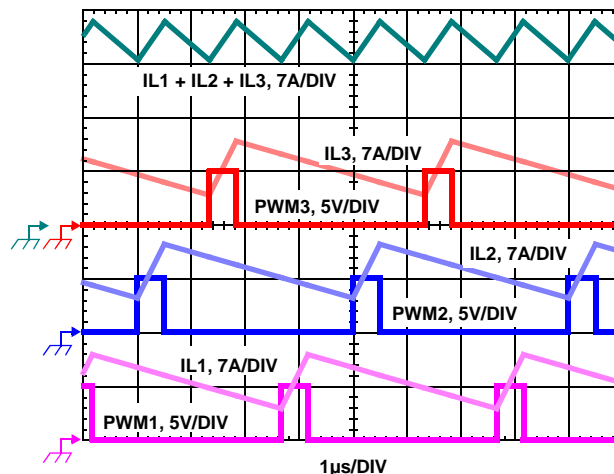 IL1 + IL2 + IL3, 7A/DIV
IL3, 7A/DIV
PWM3, 5V/DIV
IL2, 7A/DIV
PWM2, 5V/DIV
IL1, 7A/DIV
PWM1, 5V/DIV
1µs/DIV